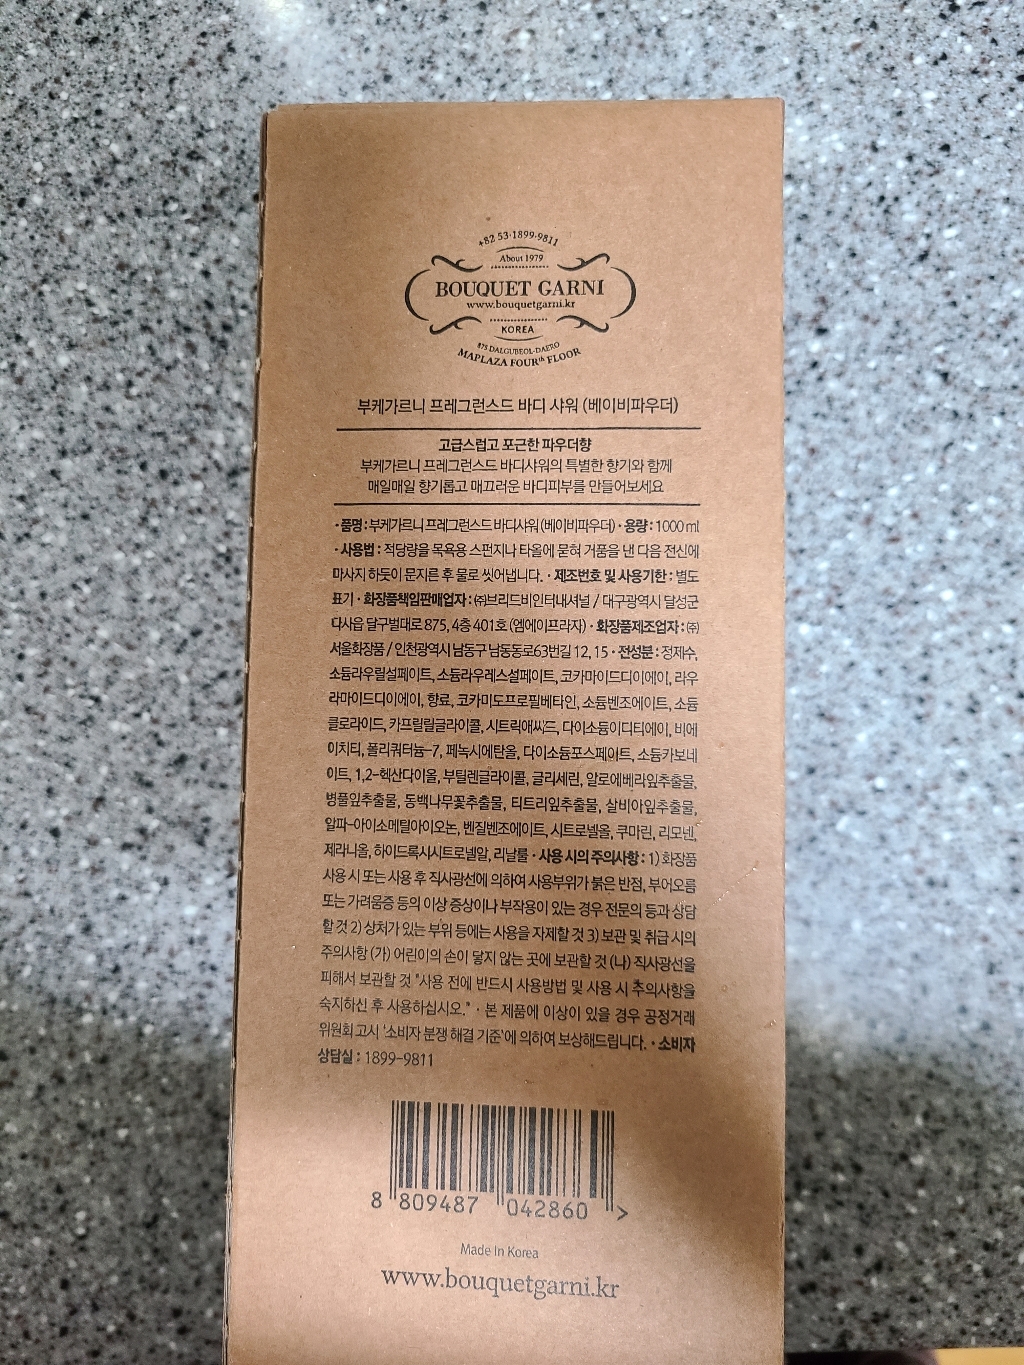 +82 53·1899·9811
About 1979
BOUQUET GARNI
www.bouquetgarni.kr
KOREA
875 DALGUBEOL-DAERO
MAPLAZA FOURth FLOOR
부케가르니 프레그런스드 바디 샤워 (베이비파우더)
고급스럽고 포근한 파우더향
부케가르니 프레그런스드 바디샤워의 특별한 향기와 함께
매일매일 향기롭고 매끄러운 바디피부를 만들어보세요
·품명 : 부케가르니 프레그런스드 바디샤워(베이비파우더) · 용량 : 1000 ml
·사용법 : 적당량을 목욕용 스펀지나 타올에 묻혀 거품을 낸 다음 전신에
마사지 하듯이 문지른 후 물로 씻어냅니다. · 제조번호 및 사용기한 : 별도
표기 · 화장품책임판매업자 : ㈜브리드비인터내셔널 / 대구광역시 달성군
다사읍 달구벌대로 875, 4층 401호 (엠에이프라자) · 화장품제조업자 : ㈜
서울화장품 / 인천광역시 남동구 남동동로63번길 12, 15 · 전성분 : 정제수,
소듐라우릴설페이트, 소듐라우레스설페이트, 코카마이드디이에이, 라우
라마이드디이에이, 향료, 코카미도프로필베타인, 소듐벤조에이트, 소듐
클로라이드, 카프릴릴글라이콜, 시트릭애씨드, 다이소듐이디티에이, 비에
이치티, 폴리쿼터늄-7, 페녹시에탄올, 다이소듐포스페이트, 소듐카보네
이트, 1,2-헥산다이올, 부틸렌글라이콜, 글리세린, 알로에베라잎추출물,
병풀잎추출물, 동백나무꽃추출물, 티트리잎추출물, 살비아잎추출물,
알파-아이소메틸아이오논, 벤질벤조에이트, 시트로넬올, 쿠마린, 리모넨,
제라니올, 하이드록시시트로넬알, 리날룰 · 사용 시의 주의사항 : 1) 화장품
사용 시 또는 사용 후 직사광선에 의하여 사용부위가 붉은 반점, 부어오름
또는 가려움증 등의 이상 증상이나 부작용이 있는 경우 전문의 등과 상담
할 것 2) 상처가 있는 부위 등에는 사용을 자제할 것 3) 보관 및 취급 시의
주의사항 (가) 어린이의 손이 닿지 않는 곳에 보관할 것 (나) 직사광선을
피해서 보관할 것 "사용 전에 반드시 사용방법 및 사용 시 주의사항을
숙지하신 후 사용하십시오." · 본 제품에 이상이 있을 경우 공정거래
위원회 고시 '소비자 분쟁 해결 기준'에 의하여 보상해드립니다. · 소비자
상담실 : 1899-9811
8 809487 042860 >
Made In Korea
www.bouquetgarni.kr